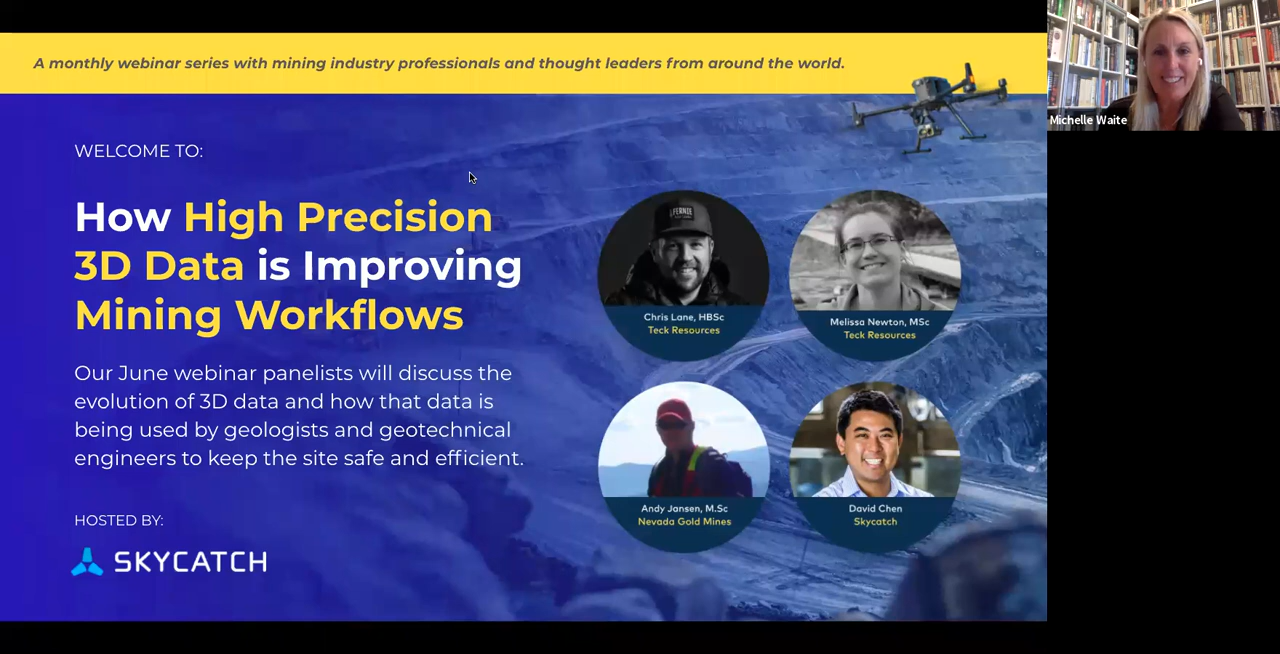 A monthly webinar series with mining industry professionals and thought leaders from around the world.
Michelle Waite
WELCOME TO:
How High Precision
3D Data is Improving
Mining Workflows
Our June webinar panelists will discuss the
evolution of 3D data and how that data is
being used by geologists and geotechnical
engineers to keep the site safe and efficient.
HOSTED BY:
SKYCATCH
FERNIE
Chris Lane, HBSc
Teck Resources
Melissa Newton, MSc
Teck Resources
Andy Jansen, M.Sc
Nevada Gold Mines
David Chen
Skycatch